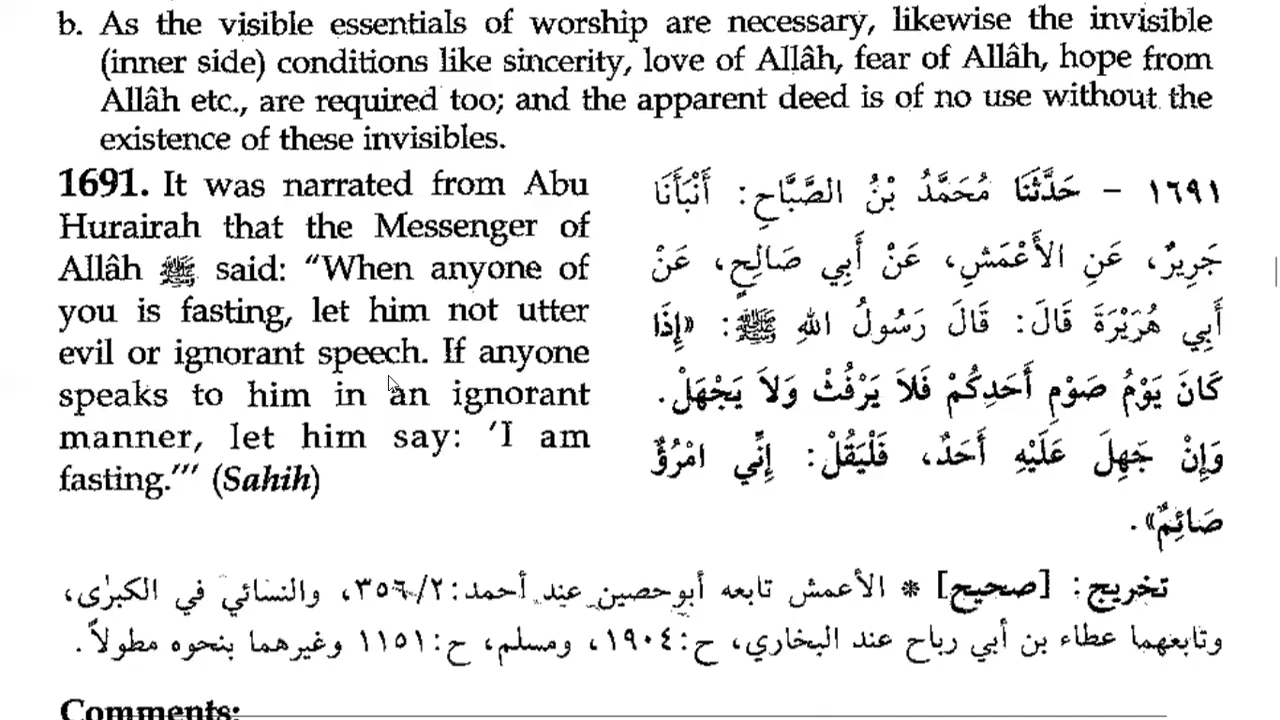 b. As the visible essentials of worship are necessary, likewise the invisible
(inner side) conditions like sincerity, love of Allâh, fear of Allâh, hope from
Allâh etc., are required too; and the apparent deed is of no use without the
existence of these invisibles.
1691. It was narrated from Abu
Hurairah that the Messenger of
Allâh ﷺ said: “When anyone of
you is fasting, let him not utter
evil or ignorant speech. If anyone
speaks to him in an ignorant
manner, let him say: ‘I am
fasting.’” (Sahih)
١٦٩١ – حَدَّثَنَا مُحَمَّدُ بْنُ الصَّبَّاحِ: أَنْبَأَنَا
جَرِيرٌ، عَنِ الأَعْمَشِ، عَنْ أَبِي صَالِحٍ، عَنْ
أَبِي هُرَيْرَةَ قَالَ: قَالَ رَسُولُ اللهِ ﷺ: «إِذَا
كَانَ يَوْمُ صَوْمِ أَحَدِكُمْ فَلاَ يَرْفُثْ وَلاَ يَجْهَلْ.
وَإِنْ جَهِلَ عَلَيْهِ أَحَدٌ، فَلْيَقُلْ: إِنِّي امْرُؤٌ
صَائِمٌ».
تخريج: [صحيح] * الأعمش تابعه أبوحصين عند أحمد: ٣٥٦/٢، والنسائي في الكبرٰى،
وتابعهما عطاء بن أبي رباح عند البخاري، ح: ١٩٠٤، ومسلم، ح: ١١٥١ وغيرهما بنحوه مطولاً.
Comments: